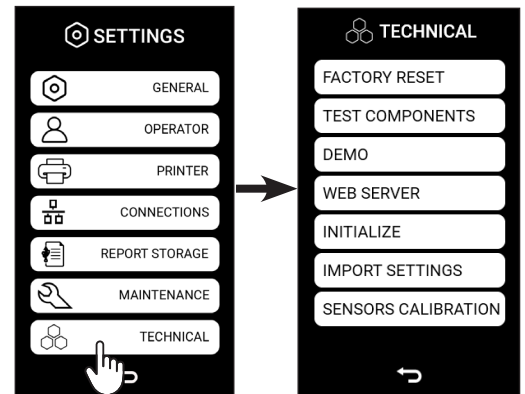 SETTINGS
GENERAL
OPERATOR
PRINTER
CONNECTIONS
REPORT STORAGE
MAINTENANCE
TECHNICAL
TECHNICAL
FACTORY RESET
TEST COMPONENTS
DEMO
WEB SERVER
INITIALIZE
IMPORT SETTINGS
SENSORS CALIBRATION